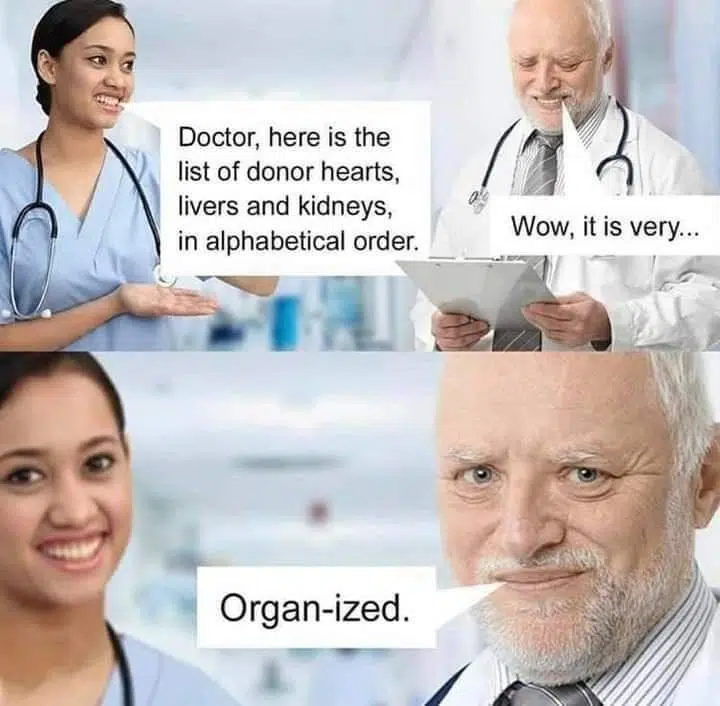 Doctor, here is the
list of donor hearts,
livers and kidneys,
in alphabetical order.
Wow, it is very...
Organ-ized.